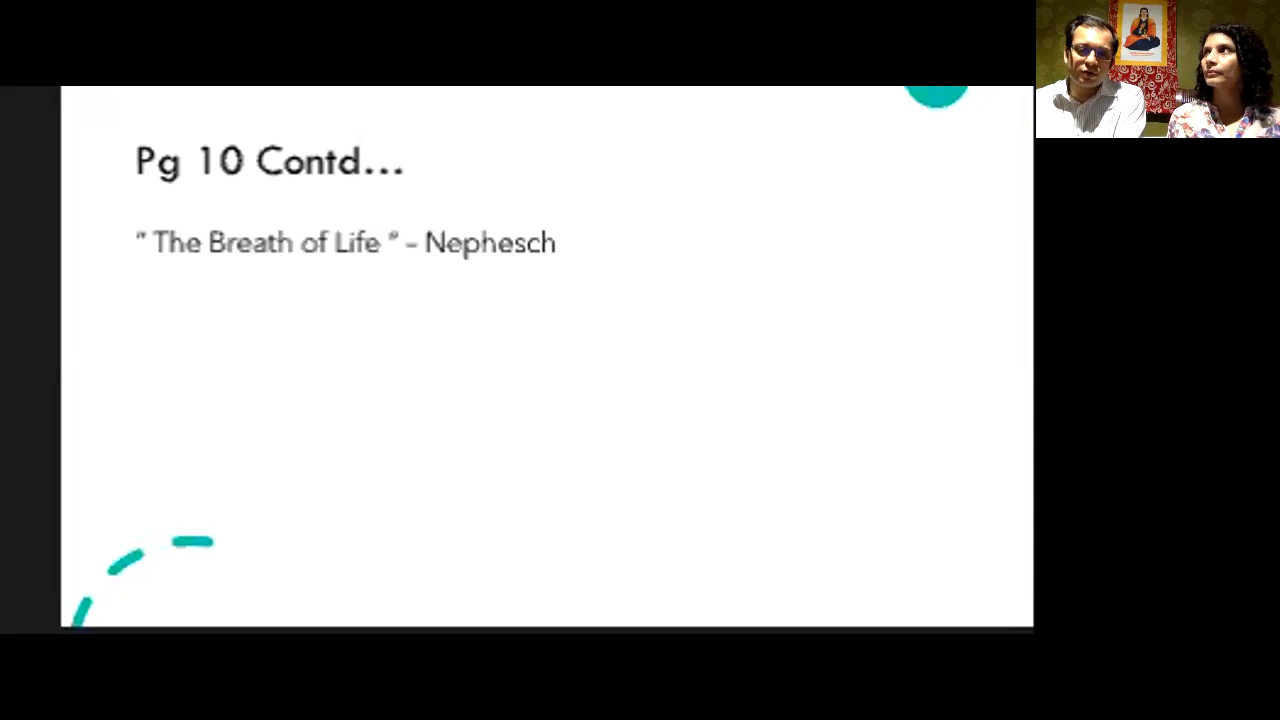 Pg 10 Contd...
" The Breath of Life " – Nephesch